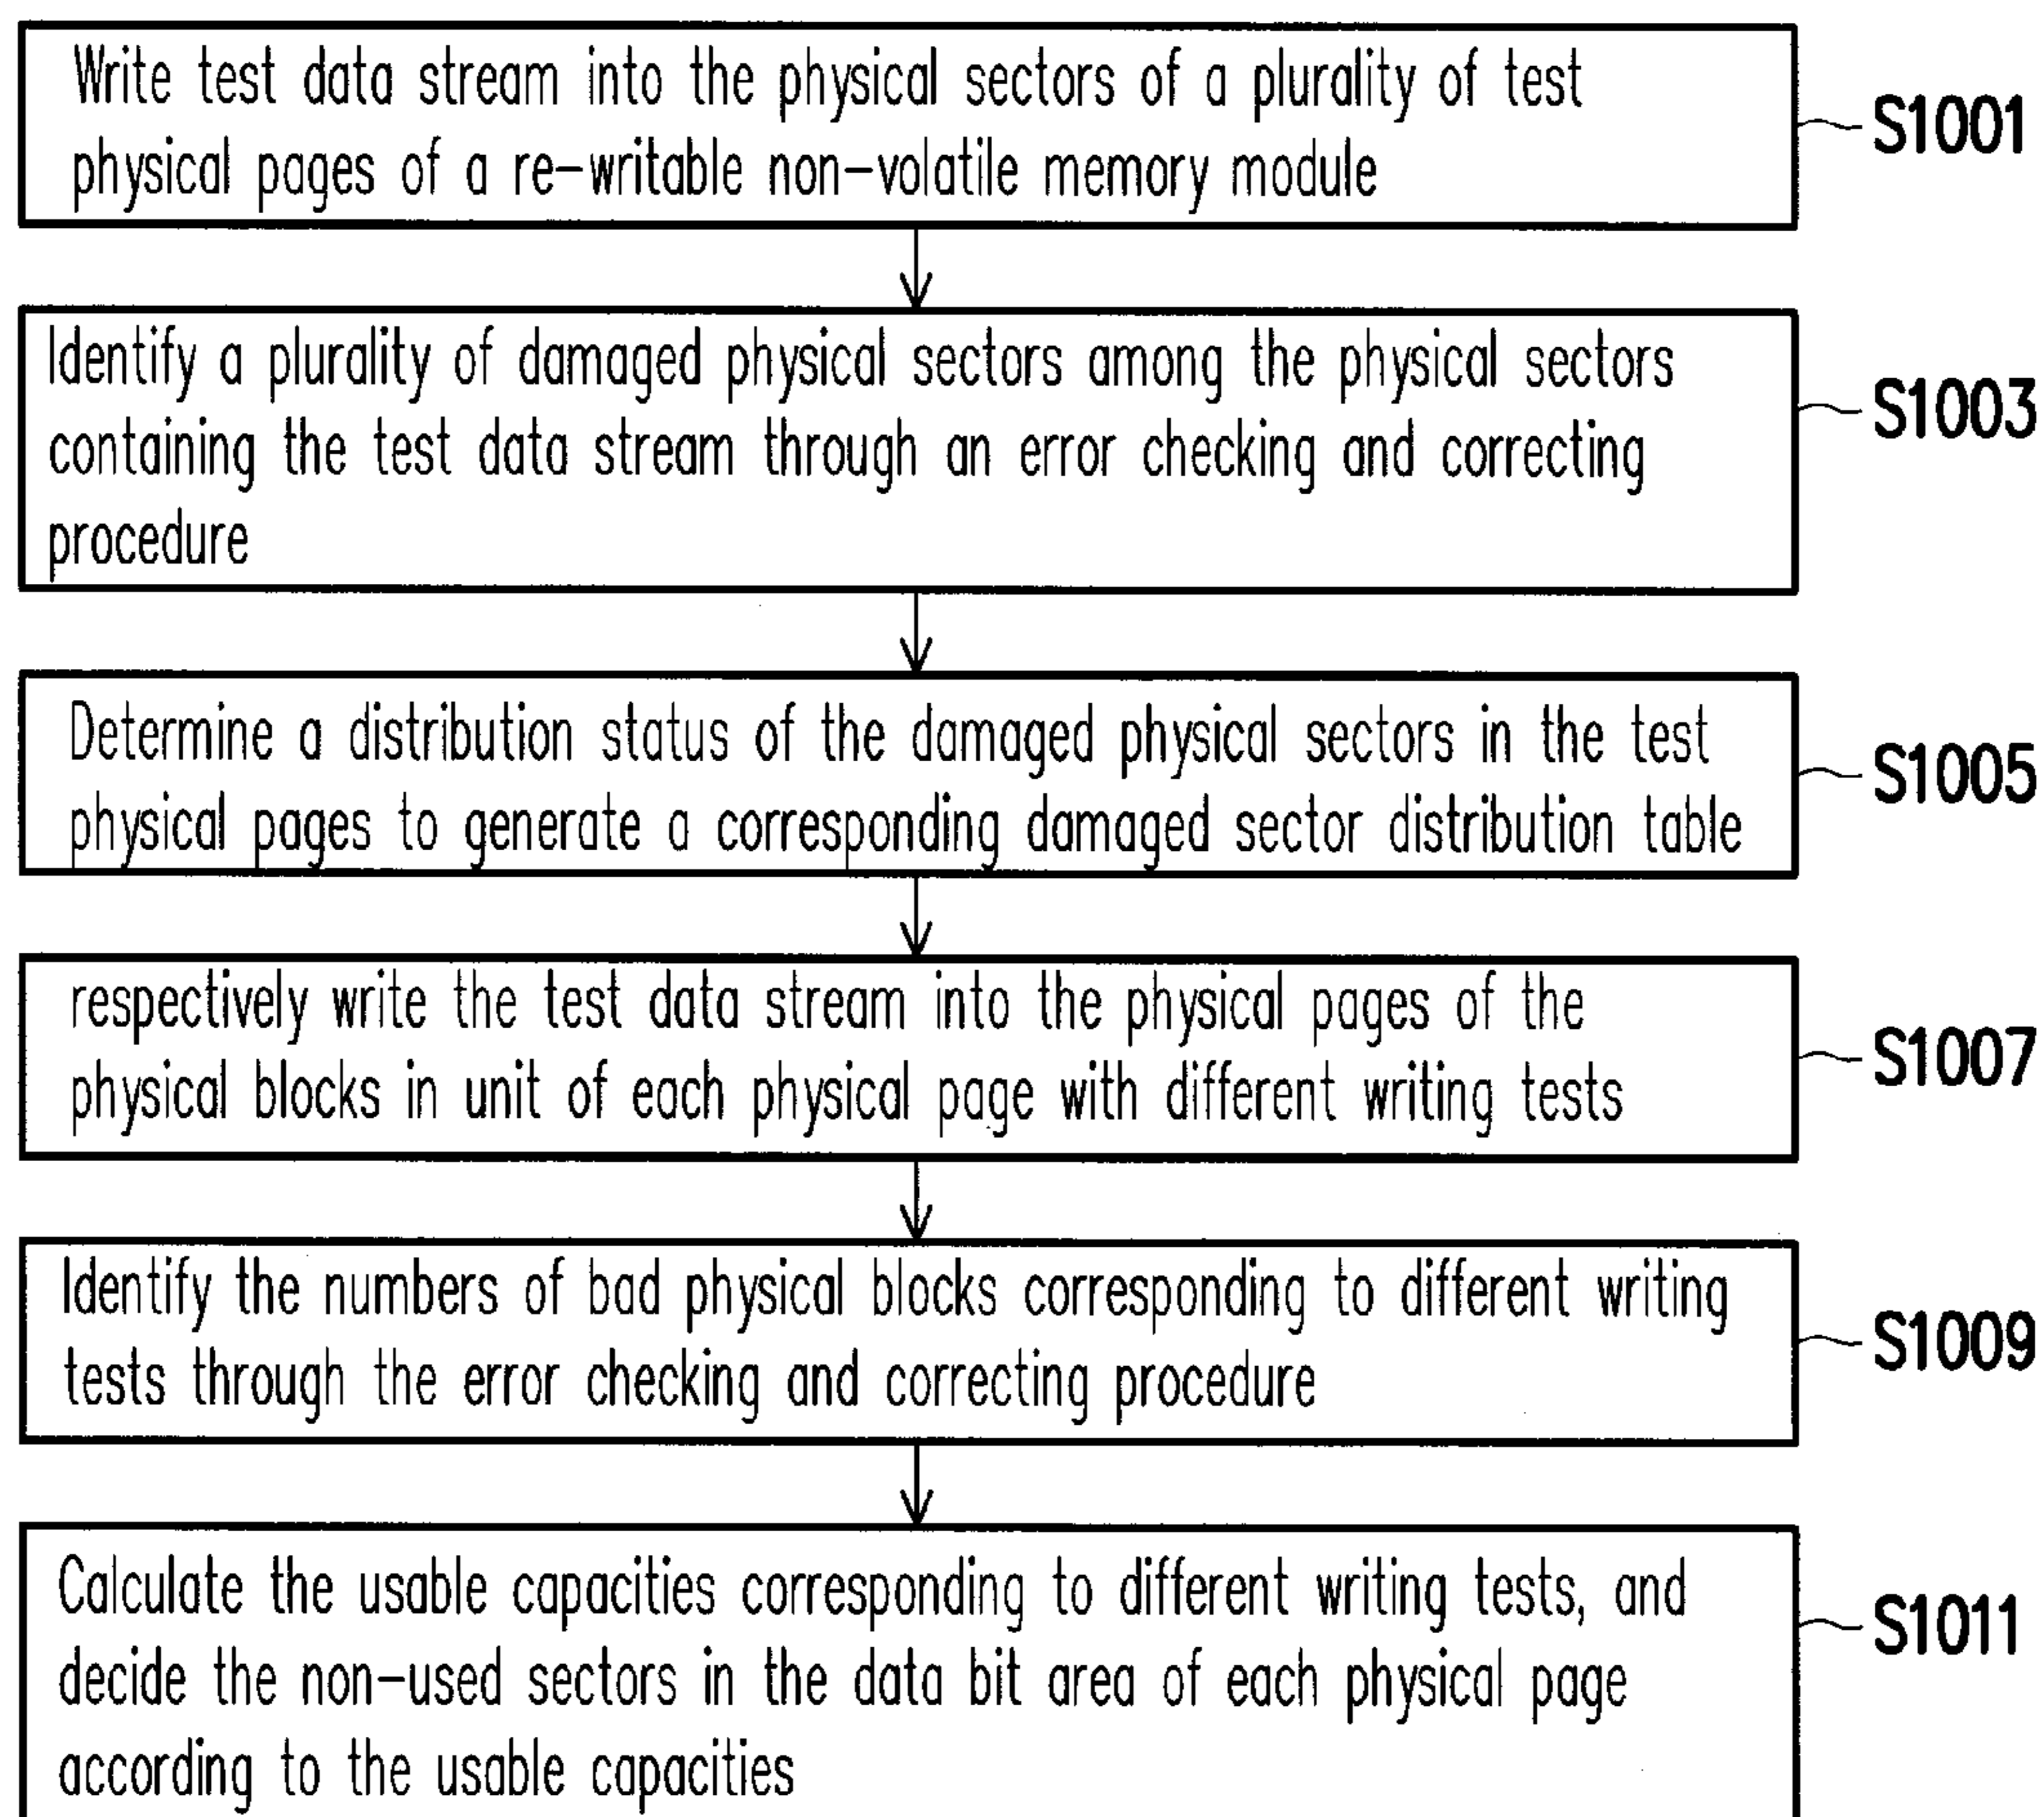 Write test data stream into the physical sectors of a plurality of test
physical pages of a re-writable non-volatile memory module
S1001
Identify a plurality of damaged physical sectors among the physical sectors
containing the test data stream through an error checking and correcting
procedure
S1003
Determine a distribution status of the damaged physical sectors in the test
physical pages to generate a corresponding damaged sector distribution table
S1005
respectively write the test data stream into the physical pages of the
physical blocks in unit of each physical page with different writing tests
S1007
Identify the numbers of bad physical blocks corresponding to different writing
tests through the error checking and correcting procedure
S1009
Calculate the usable capacities corresponding to different writing tests, and
decide the non-used sectors in the data bit area of each physical page
according to the usable capacities
S1011